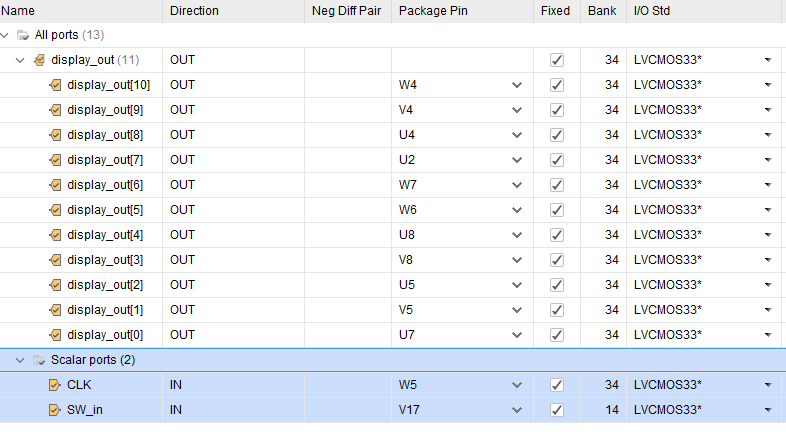 Name Direction Neg Diff Pair Package Pin Fixed Bank I/O Std
All ports (13)
display_out (11) OUT 34 LVCMOS33*
display_out[10] OUT W4 34 LVCMOS33*
display_out[9] OUT V4 34 LVCMOS33*
display_out[8] OUT U4 34 LVCMOS33*
display_out[7] OUT U2 34 LVCMOS33*
display_out[6] OUT W7 34 LVCMOS33*
display_out[5] OUT W6 34 LVCMOS33*
display_out[4] OUT U8 34 LVCMOS33*
display_out[3] OUT V8 34 LVCMOS33*
display_out[2] OUT U5 34 LVCMOS33*
display_out[1] OUT V5 34 LVCMOS33*
display_out[0] OUT U7 34 LVCMOS33*
Scalar ports (2)
CLK IN W5 34 LVCMOS33*
SW_in IN V17 14 LVCMOS33*